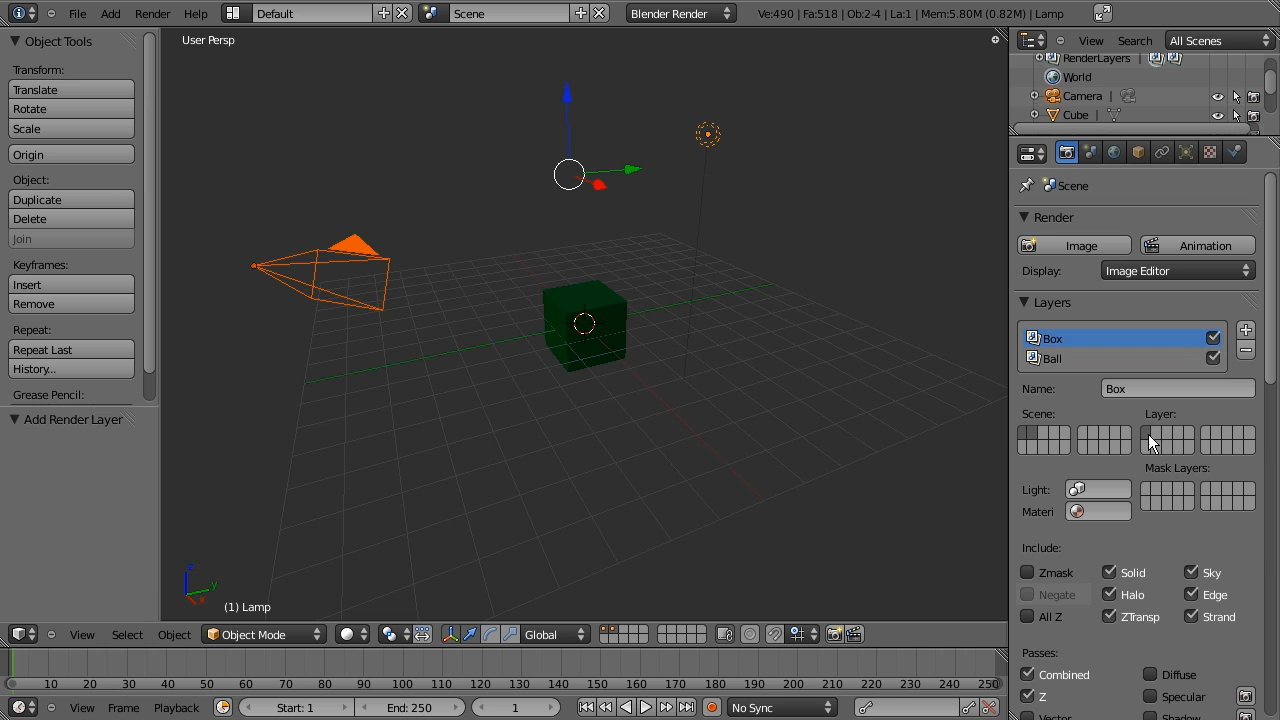 File Add Render Help Default Scene Blender Render Ve:490 | Fa:518 | Ob:2-4 | La:1 | Mem:5.80M (0.82M) | Lamp
Object Tools
Transform:
Translate
Rotate
Scale
Origin
Object:
Duplicate
Delete
Join
Keyframes:
Insert
Remove
Repeat:
Repeat Last
History...
Grease Pencil:
Add Render Layer
User Persp
z
y
x
(1) Lamp
View Select Object Object Mode Global
10 20 30 40 50 60 70 80 90 100 110 120 130 140 150 160 170 180 190 200 210 220 230 240 250
View Frame Playback Start: 1 End: 250 1 No Sync
View Search All Scenes
RenderLayers |
World
Camera |
Cube |
Scene
Render
Image Animation
Display: Image Editor
Layers
Box
Ball
Name: Box
Scene: Layer:
Mask Layers:
Light:
Materi
Include:
Zmask Solid Sky
Negate Halo Edge
All Z ZTransp Strand
Passes:
Combined Diffuse
Z Specular
Vector Shadow